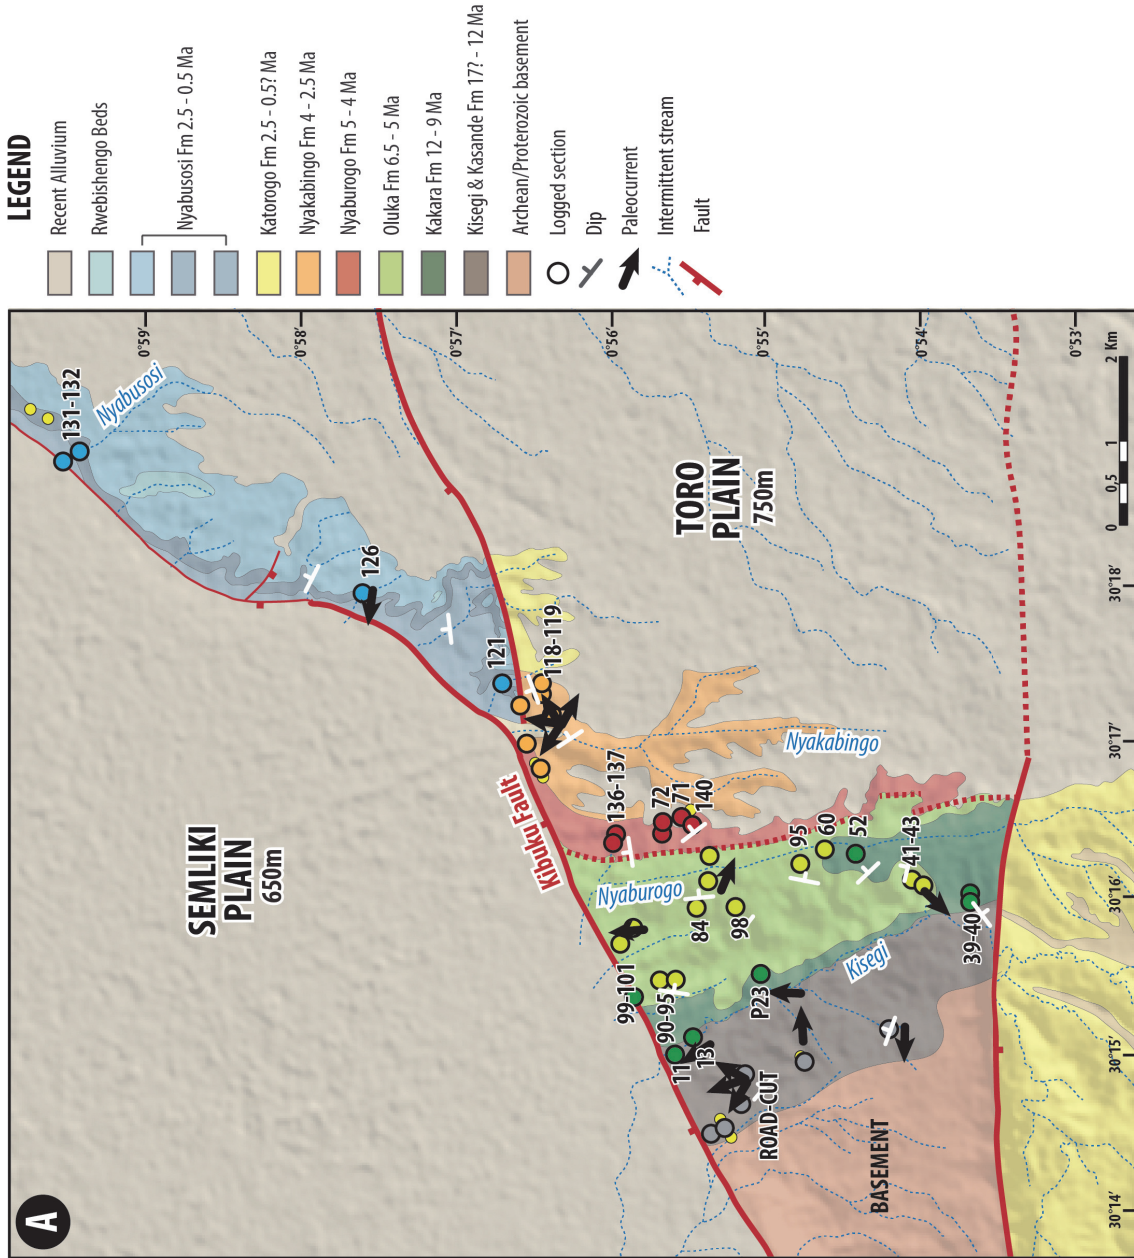 A
LEGEND
Recent Alluvium
Rwebishengo Beds
Nyabusosi Fm 2.5 - 0.5 Ma
Katorogo Fm 2.5 - 0.5? Ma
Nyakabingo Fm 4 - 2.5 Ma
Nyaburogo Fm 5 - 4 Ma
Oluka Fm 6.5 - 5 Ma
Kakara Fm 12 - 9 Ma
Kisegi & Kasande Fm 17? - 12 Ma
Archean/Proterozoic basement
Logged section
Dip
Paleocurrent
Intermittent stream
Fault
SEMLIKI
PLAIN
650m
TORO
PLAIN
750m
BASEMENT
Kibuku Fault
Nyabusosi
Nyakabingo
Nyaburogo
Kisegi
131-132
126
121
118-119
136-137
72
71
140
95
60
52
41-43
39-40
84
98
99-101
90-95
P23
11
13
ROAD-CUT
0°59'
0°58'
0°57'
0°56'
0°55'
0°54'
0°53'
30°14'
30°15'
30°16'
30°17'
30°18'
0
0,5
1
2 Km